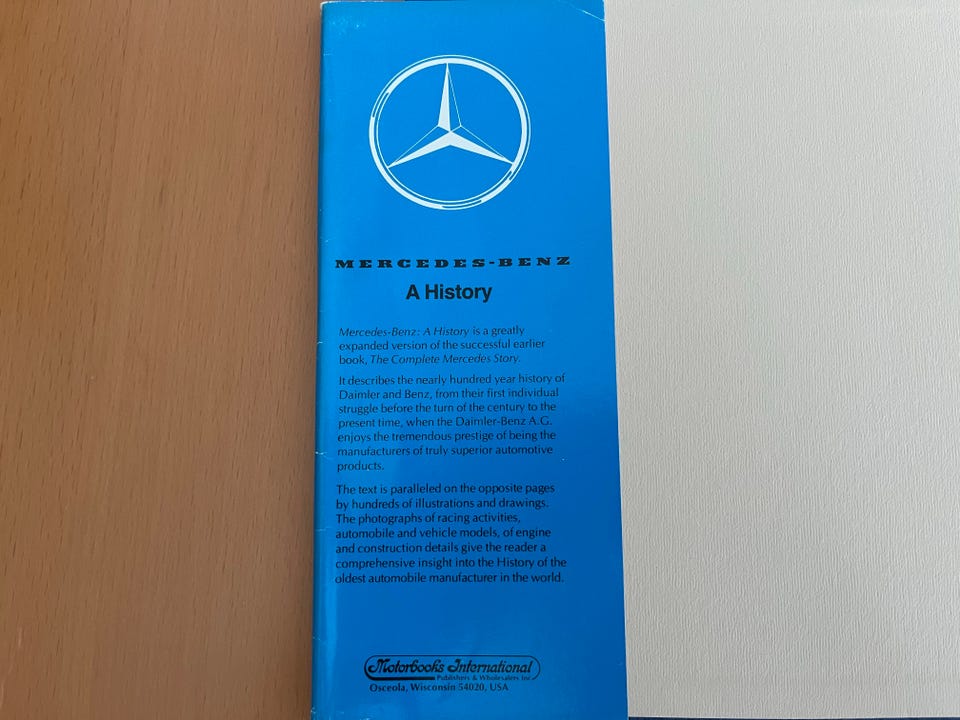 MERCEDES-BENZ
A History
Mercedes-Benz: A History is a greatly
expanded version of the successful earlier
book, The Complete Mercedes Story.
It describes the nearly hundred year history of
Daimler and Benz, from their first individual
struggle before the turn of the century to the
present time, when the Daimler-Benz A.G.
enjoys the tremendous prestige of being the
manufacturers of truly superior automotive
products.
The text is paralleled on the opposite pages
by hundreds of illustrations and drawings.
The photographs of racing activities,
automobile and vehicle models, of engine
and construction details give the reader a
comprehensive insight into the History of the
oldest automobile manufacturer in the world.
Motorbooks International
Publishers & Wholesalers Inc.
Osceola, Wisconsin 54020, USA